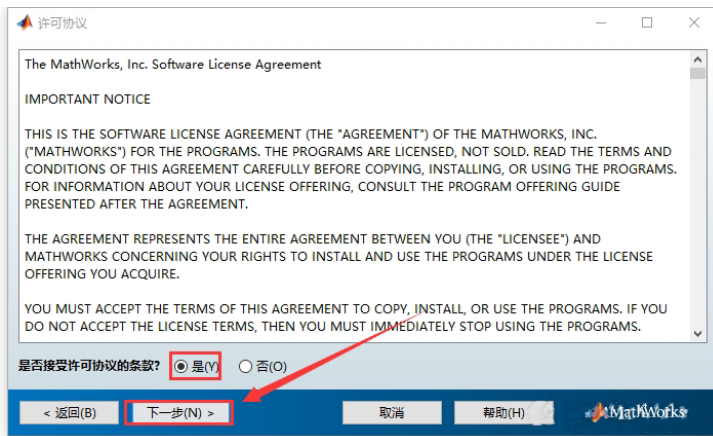 许可协议
The MathWorks, Inc. Software License Agreement
IMPORTANT NOTICE
THIS IS THE SOFTWARE LICENSE AGREEMENT (THE "AGREEMENT") OF THE MATHWORKS, INC.
("MATHWORKS") FOR THE PROGRAMS. THE PROGRAMS ARE LICENSED, NOT SOLD. READ THE TERMS AND
CONDITIONS OF THIS AGREEMENT CAREFULLY BEFORE COPYING, INSTALLING, OR USING THE PROGRAMS.
FOR INFORMATION ABOUT YOUR LICENSE OFFERING, CONSULT THE PROGRAM OFFERING GUIDE
PRESENTED AFTER THE AGREEMENT.
THE AGREEMENT REPRESENTS THE ENTIRE AGREEMENT BETWEEN YOU (THE "LICENSEE") AND
MATHWORKS CONCERNING YOUR RIGHTS TO INSTALL AND USE THE PROGRAMS UNDER THE LICENSE
OFFERING YOU ACQUIRE.
YOU MUST ACCEPT THE TERMS OF THIS AGREEMENT TO COPY, INSTALL, OR USE THE PROGRAMS. IF YOU
DO NOT ACCEPT THE LICENSE TERMS, THEN YOU MUST IMMEDIATELY STOP USING THE PROGRAMS.
是否接受许可协议的条款? 是(Y) 否(O)
< 返回(B) 下一步(N) > 取消 帮助(H) MathWorks